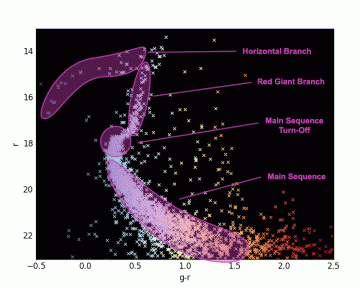 14
16
18
20
22
r
−0.5
0.0
0.5
1.0
1.5
2.0
2.5
g-r
Horizontal Branch
Red Giant Branch
Main Sequence
Turn-Off
Main Sequence